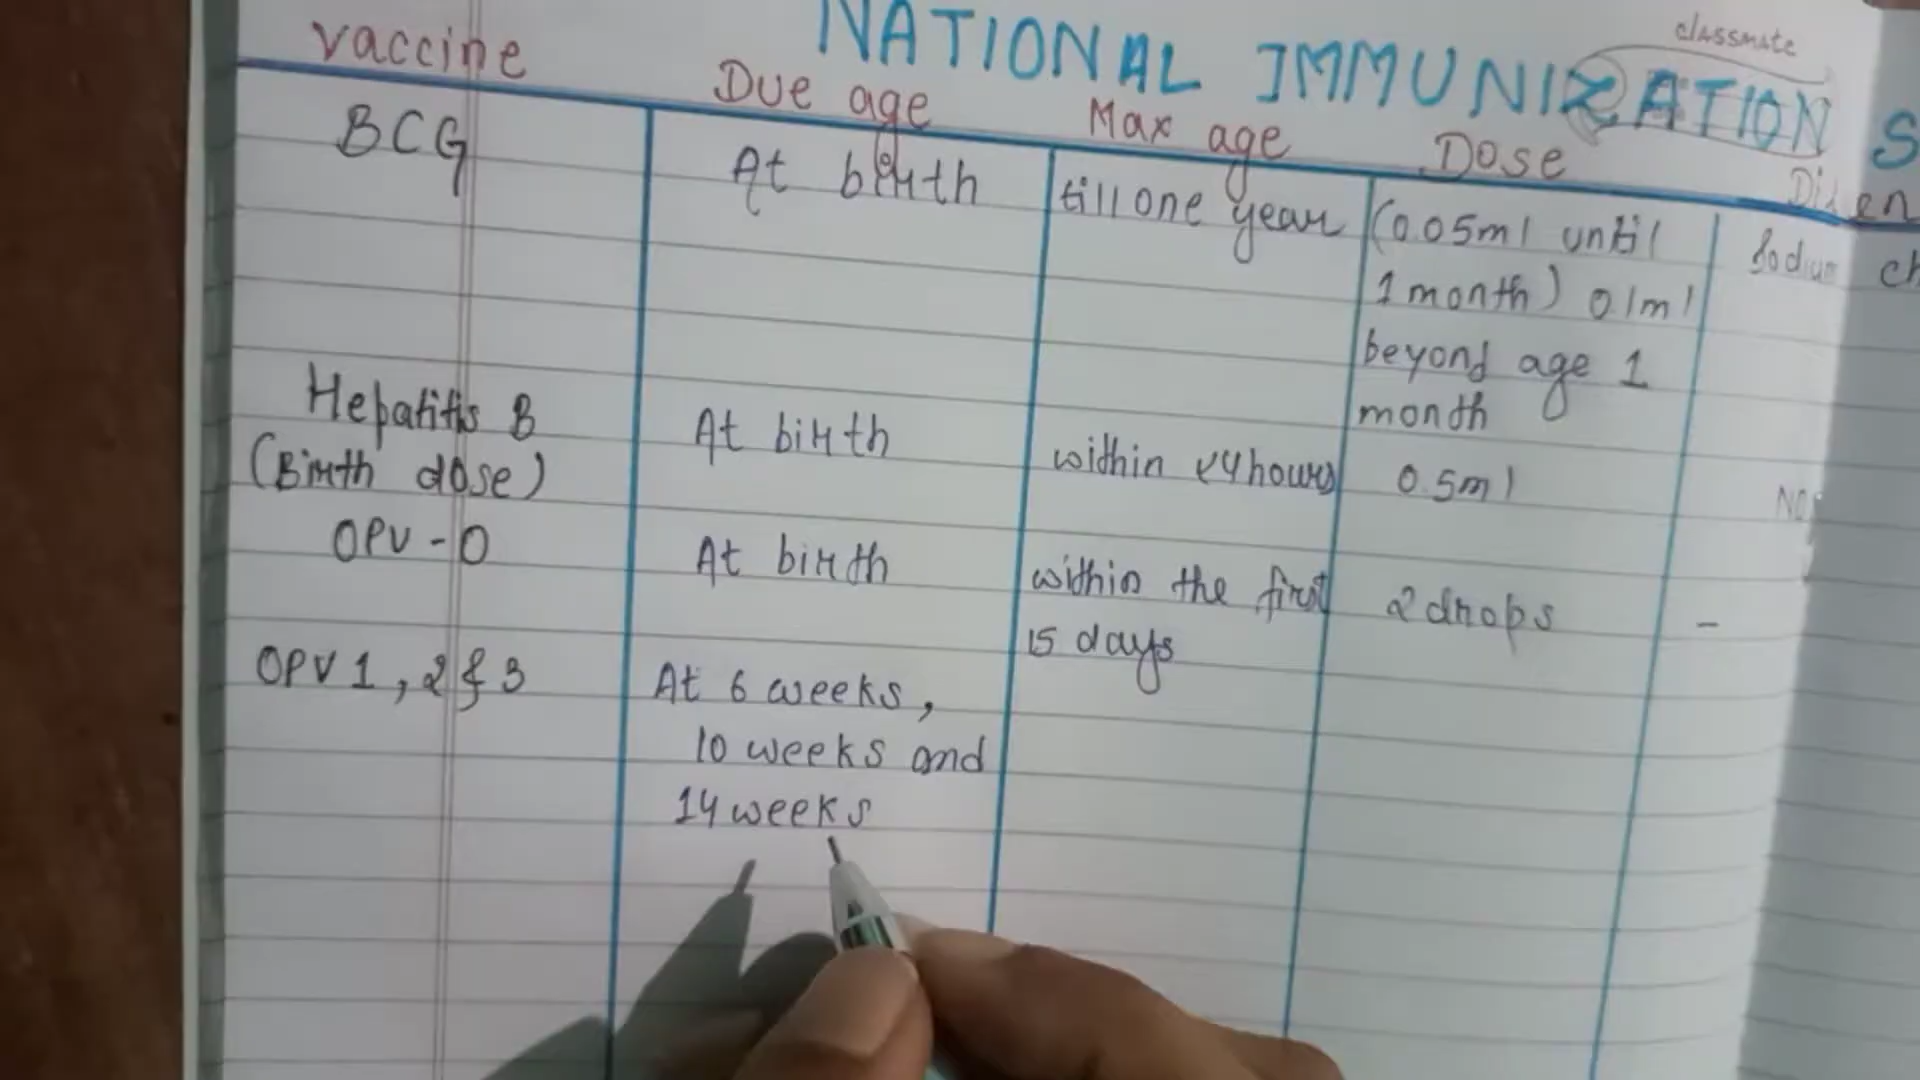 classmate
NATIONAL IMMUNIZATION S
vaccine Due age Max age Dose
BCG At birth till one year (0.05ml until
1 month) 0.1ml
beyond age 1
month
Sodium ch
Hepatitis B
(Birth dose) At birth within 24hours 0.5ml
OPV - 0 At birth within the first
15 days
2 drops -
OPV 1, 2 & 3 At 6 weeks,
10 weeks and
14 weeks